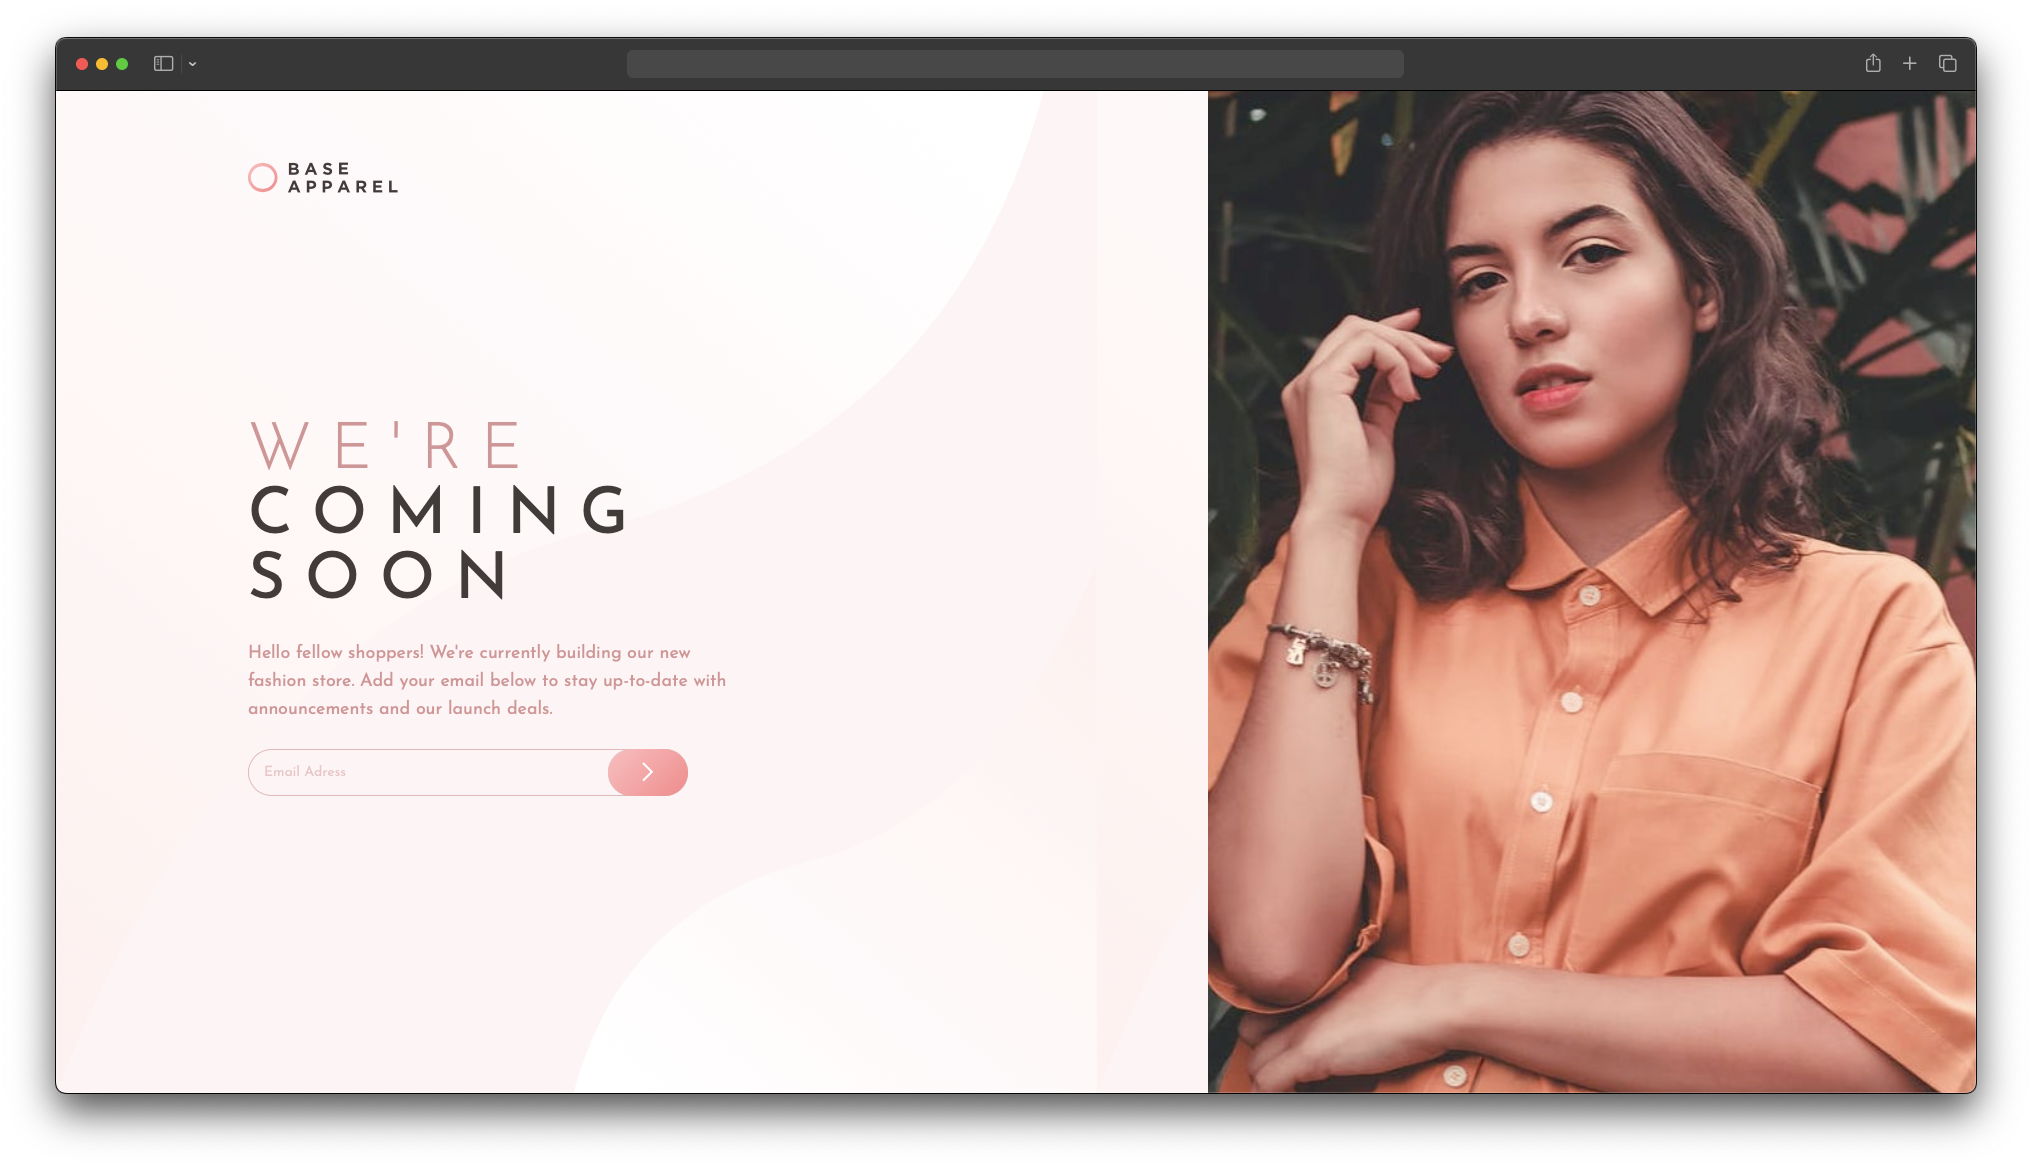 BASE
APPAREL
WE'RE
COMING
SOON
Hello fellow shoppers! We're currently building our new
fashion store. Add your email below to stay up-to-date with
announcements and our launch deals.
Email Adress